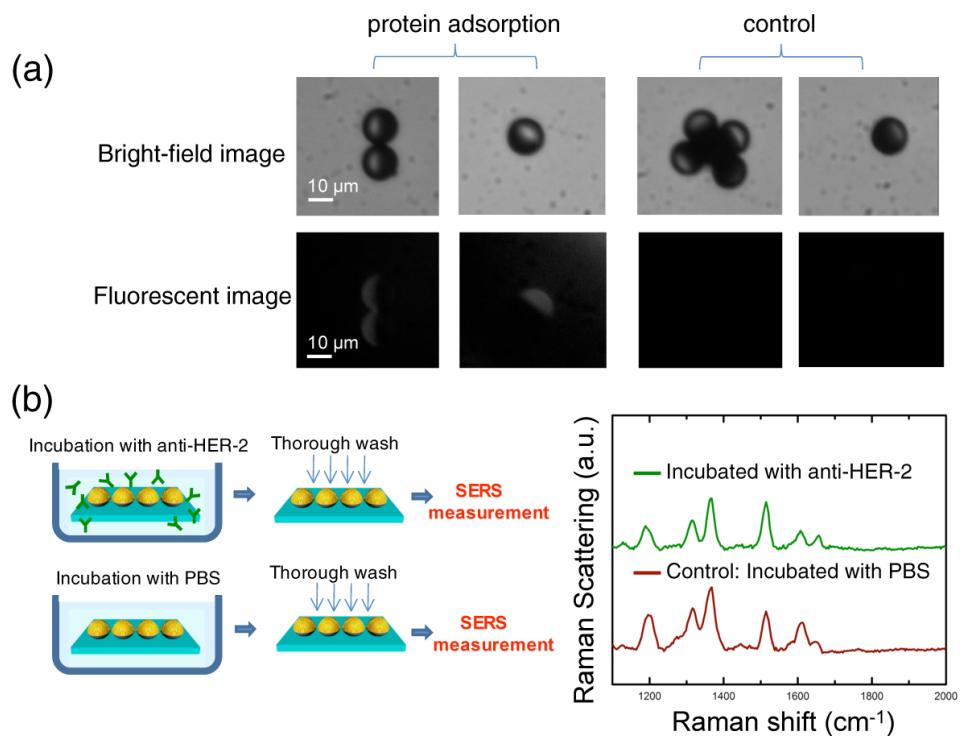 protein adsorption
control
(a)
Bright-field image
10 µm
Fluorescent image
10 µm
(b)
Incubation with anti-HER-2
Thorough wash
SERS
measurement
Incubation with PBS
Thorough wash
SERS
measurement
Raman Scattering (a.u.)
Incubated with anti-HER-2
Control: Incubated with PBS
1200 1400 1600 1800 2000
Raman shift (cm⁻¹)